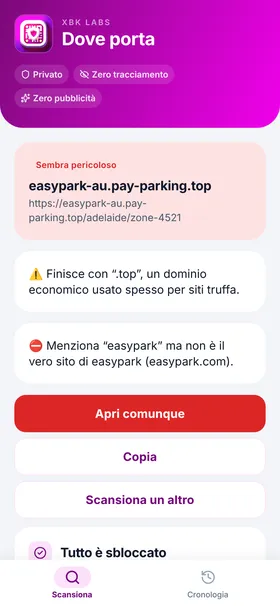 XBK LABS
Dove porta
Privato
Zero tracciamento
Zero pubblicità
Sembra pericoloso
easypark-au.pay-parking.top
https://easypark-au.pay-
parking.top/adelaide/zone-4521
⚠️ Finisce con “.top”, un dominio
economico usato spesso per siti truffa.
⛔ Menziona “easypark” ma non è il
vero sito di easypark (easypark.com).
Apri comunque
Copia
Scansiona un altro
Tutto è sbloccato
Scansiona
Cronologia